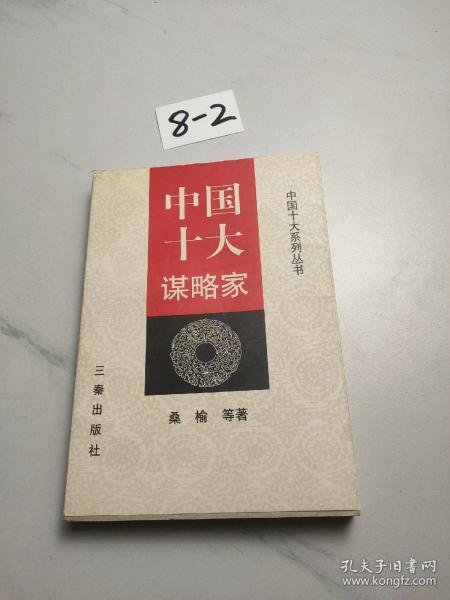 8-2
中国
十大
谋略家
中国十大系列丛书
桑榆 等著
三秦出版社
孔夫子旧书网
www.kongfz.com